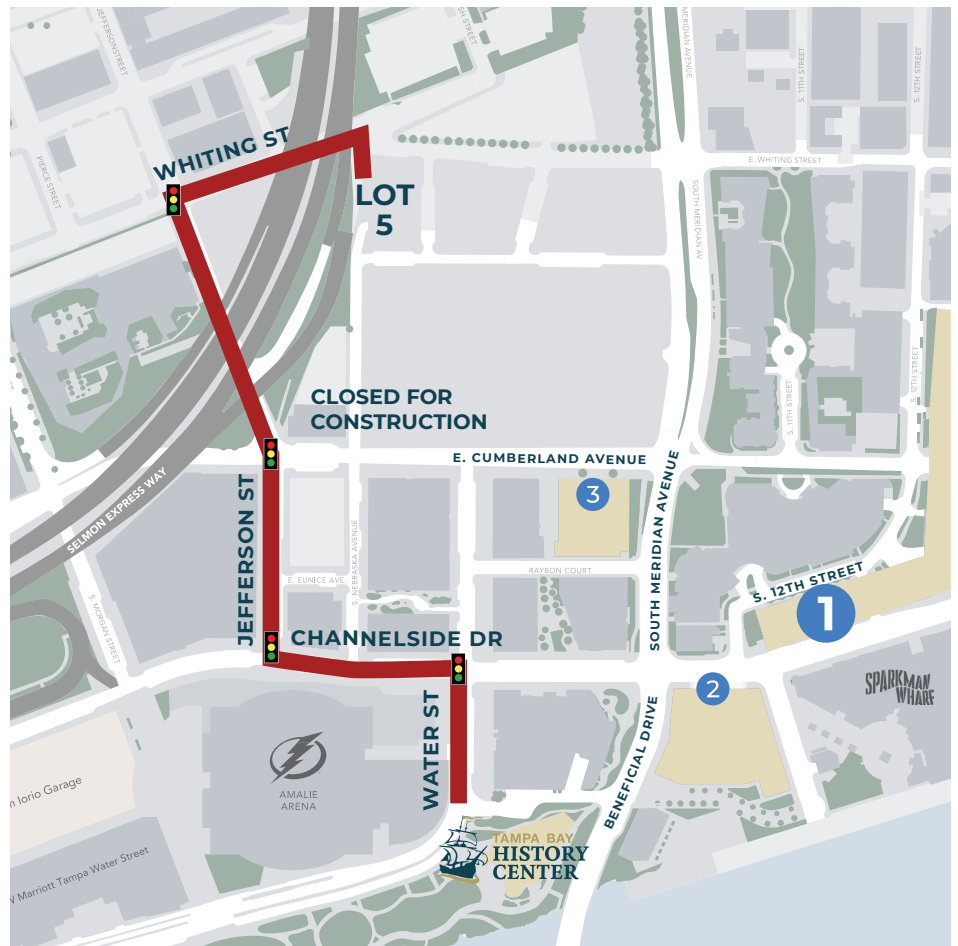 JEFFERSONSTREET
SH STREET
MERIDIAN AVENUE
S. 11TH STREET
S. 12TH STREET
WHITING ST
PIERCE STREET
E. WHITING STREET
LOT
5
SOUTH MERIDIAN AV
CLOSED FOR
CONSTRUCTION
S. 11TH STREET
S. 12TH STREET
E. CUMBERLAND AVENUE
SELMON EXPRESS WAY
3
JEFFERSON ST
S. NEBRASKA AVENUE
SOUTH MERIDIAN AVENUE
E. EUNICE AVE
RAYBON COURT
S. 12TH STREET
1
S. MORGAN STREET
CHANNELSIDE DR
2
SPARKMAN
WHARF
WATER ST
BENEFICIAL DRIVE
AMALIE
ARENA
m Iorio Garage
TAMPA BAY
HISTORY
CENTER
W Marriott Tampa Water Street